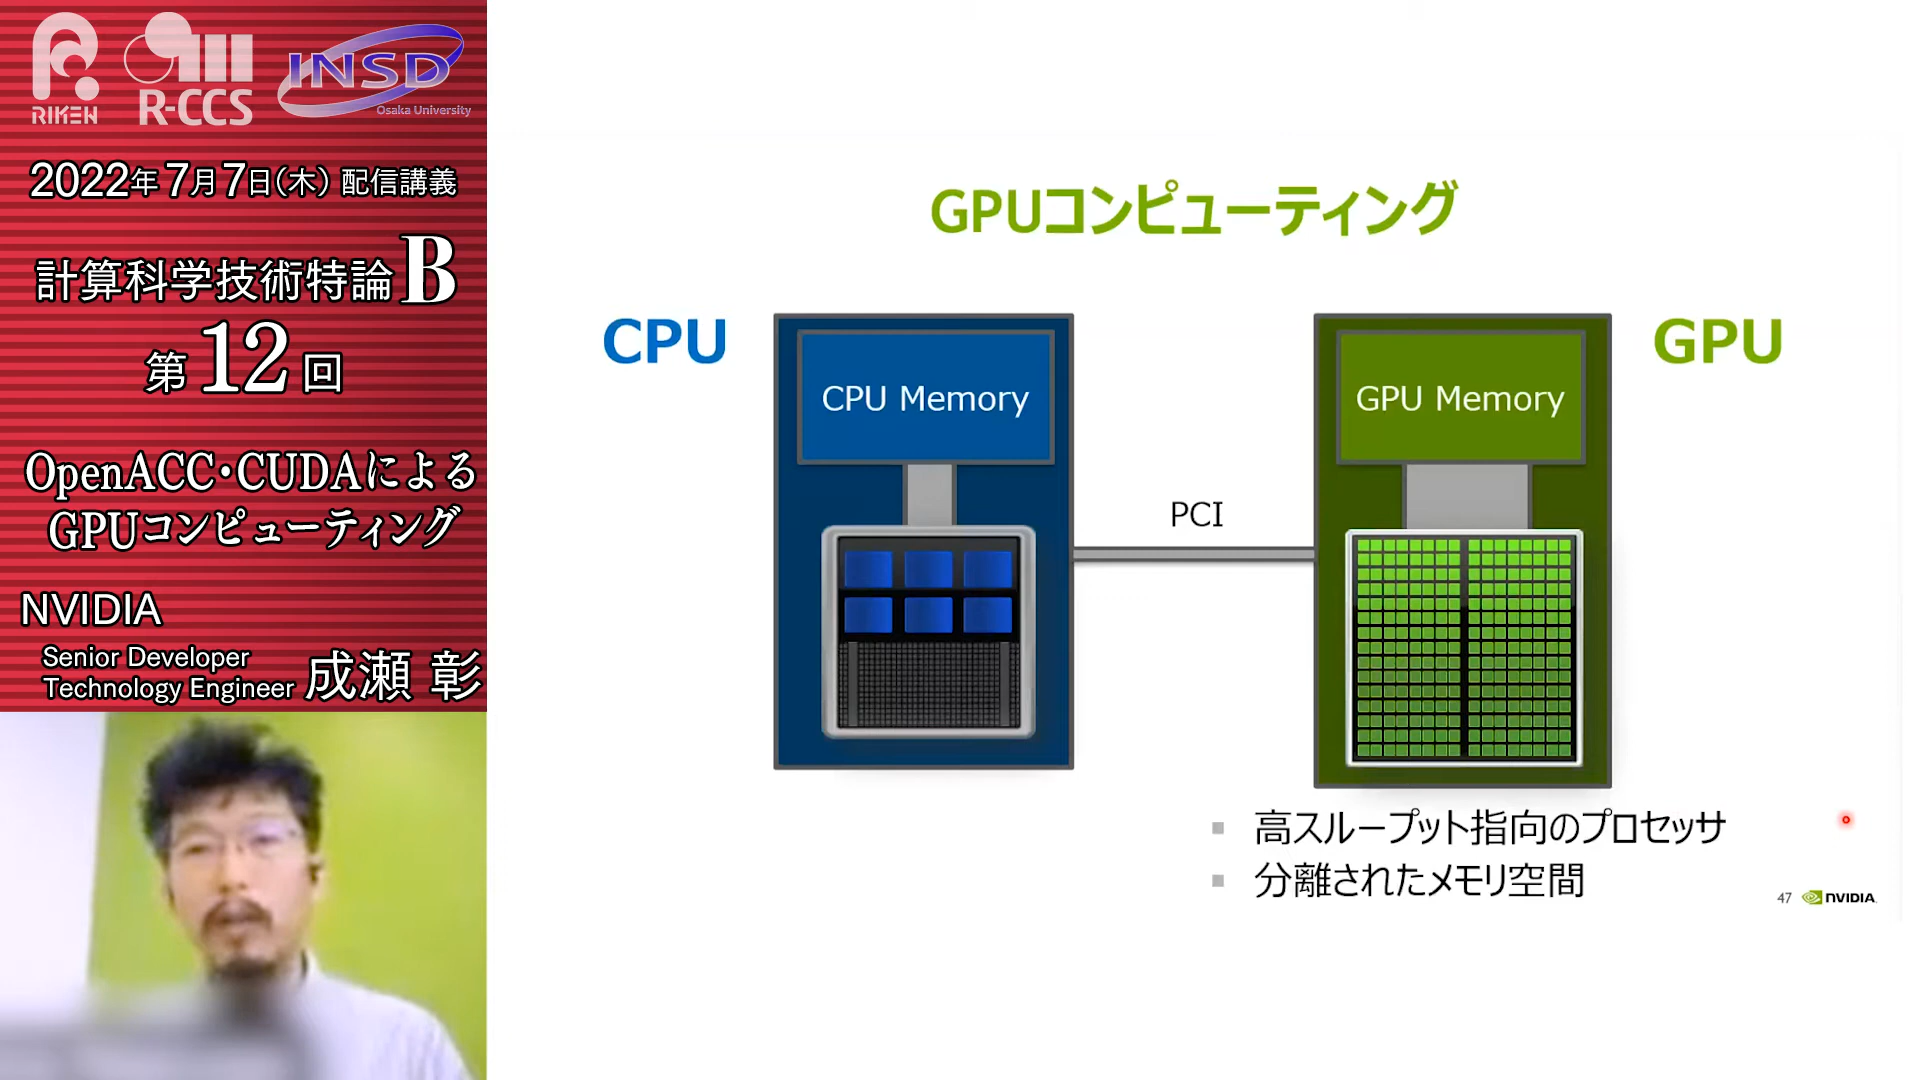 RIKEN
R-CCS
INSD
Osaka University
2022年7月7日(木) 配信講義
計算科学技術特論B
第12回
OpenACC・CUDAによる
GPUコンピューティング
NVIDIA
Senior Developer
Technology Engineer 成瀬 彰
GPUコンピューティング
CPU
CPU Memory
PCI
GPU
GPU Memory
▪ 高スループット指向のプロセッサ
▪ 分離されたメモリ空間
47 NVIDIA.